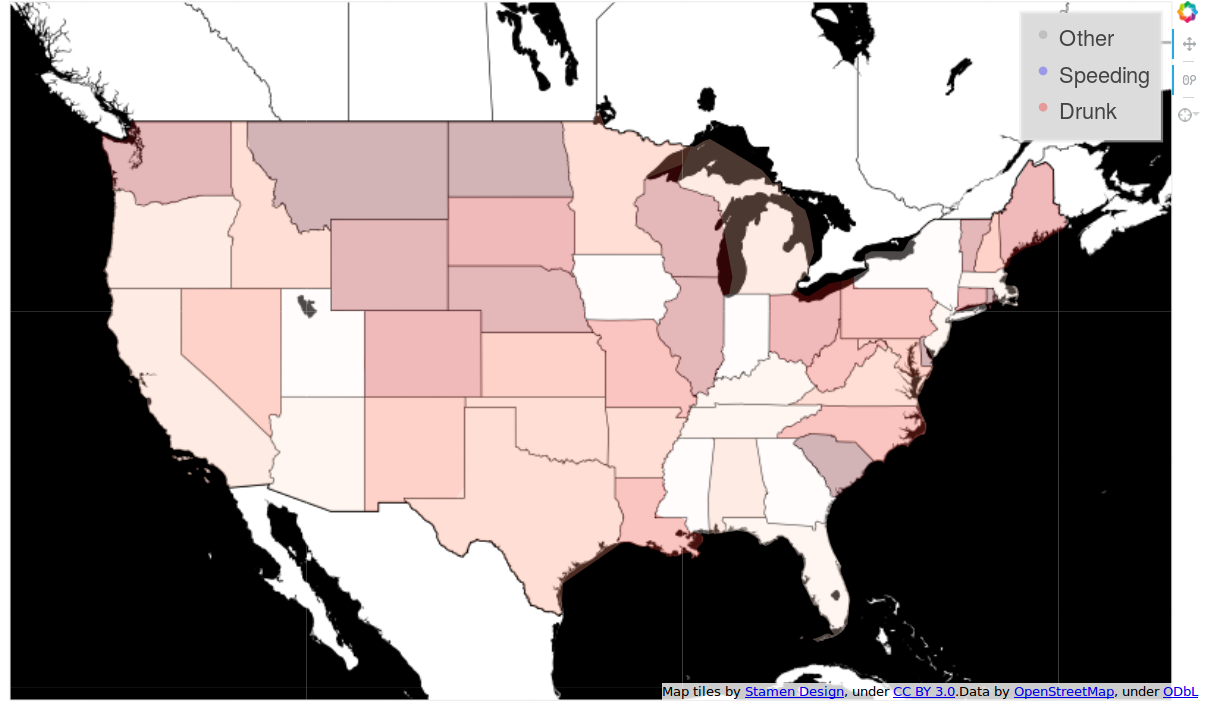 Other
Speeding
Drunk
Map tiles by Stamen Design, under CC BY 3.0.Data by OpenStreetMap, under ODbL